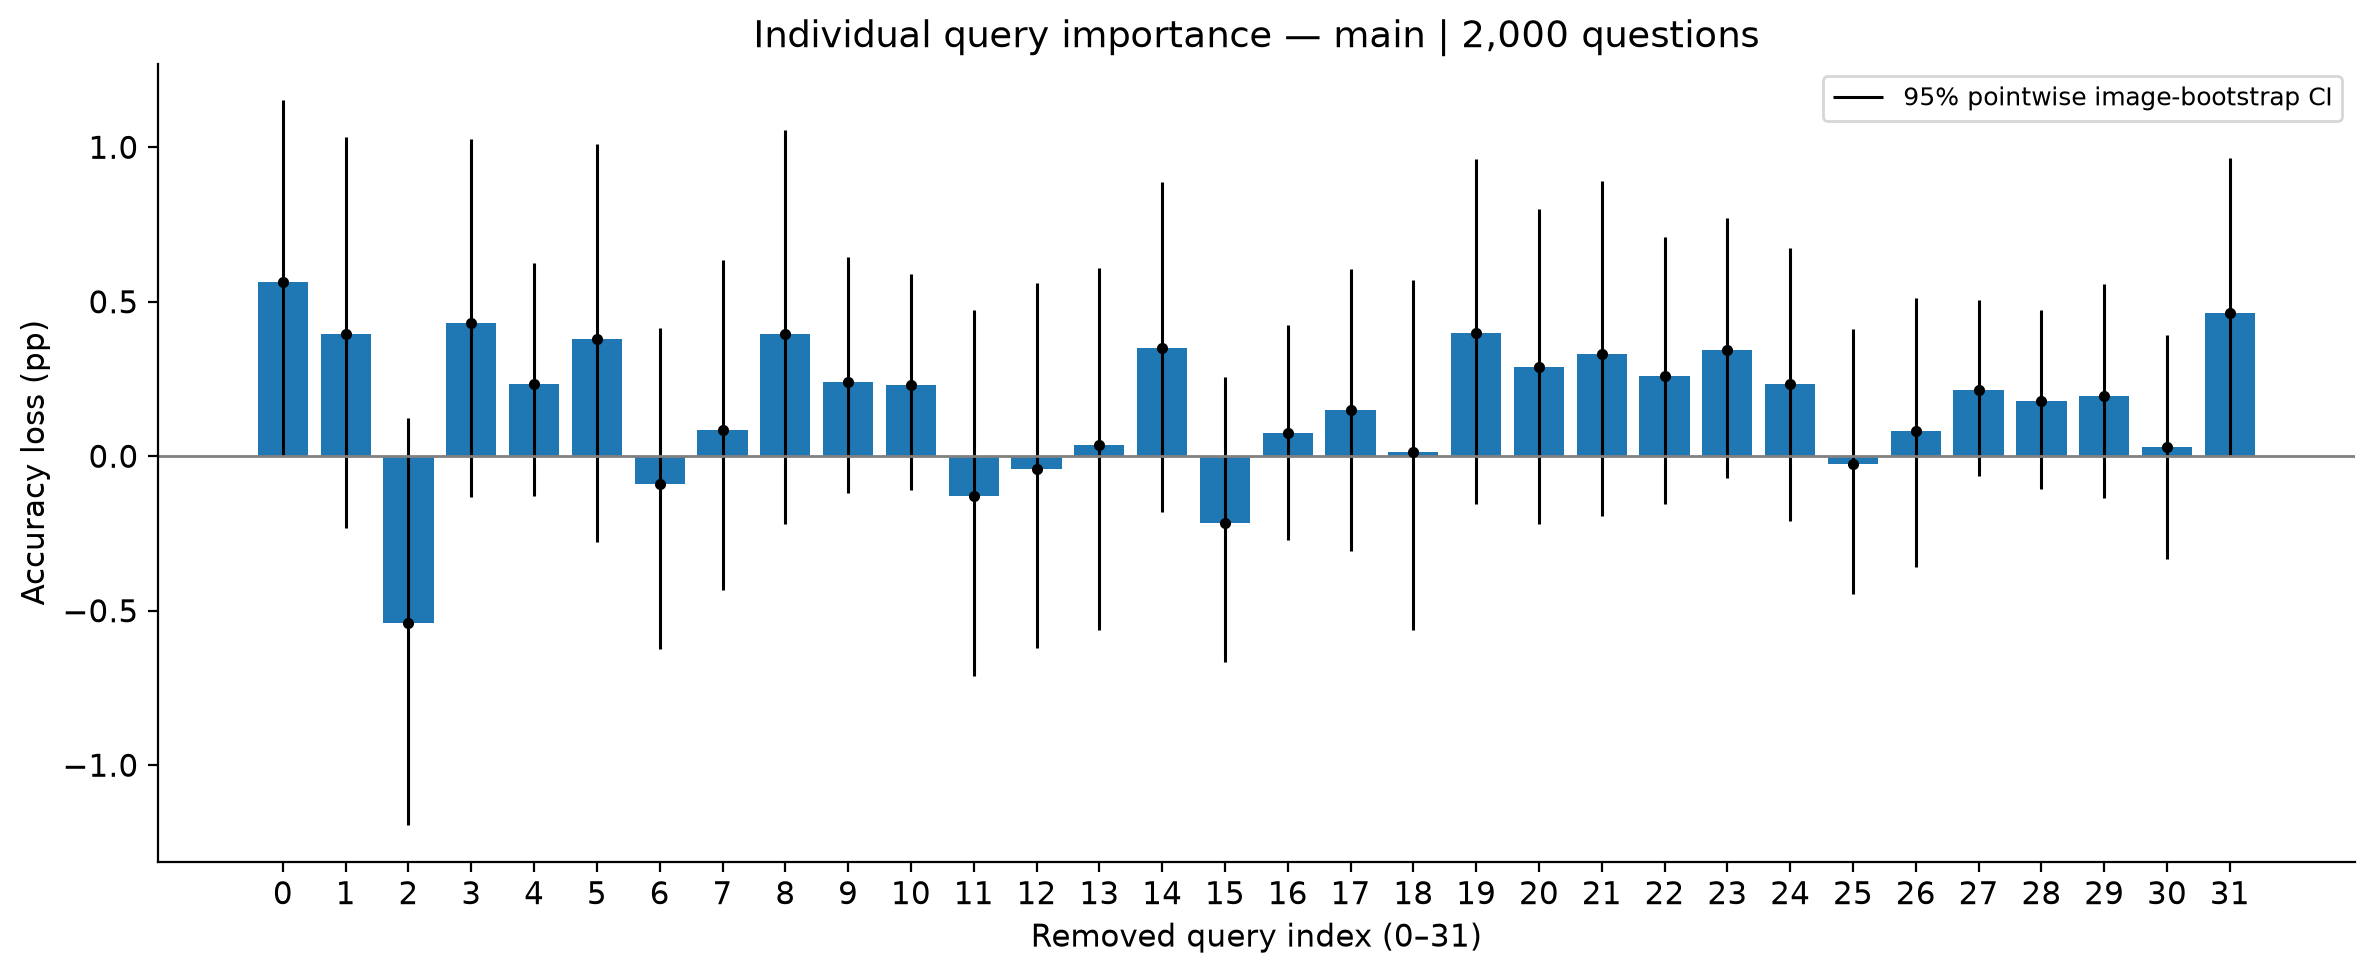 Individual query importance — main | 2,000 questions
95% pointwise image-bootstrap CI
Accuracy loss (pp)
1.0
0.5
0.0
−0.5
−1.0
0 1 2 3 4 5 6 7 8 9 10 11 12 13 14 15 16 17 18 19 20 21 22 23 24 25 26 27 28 29 30 31
Removed query index (0–31)